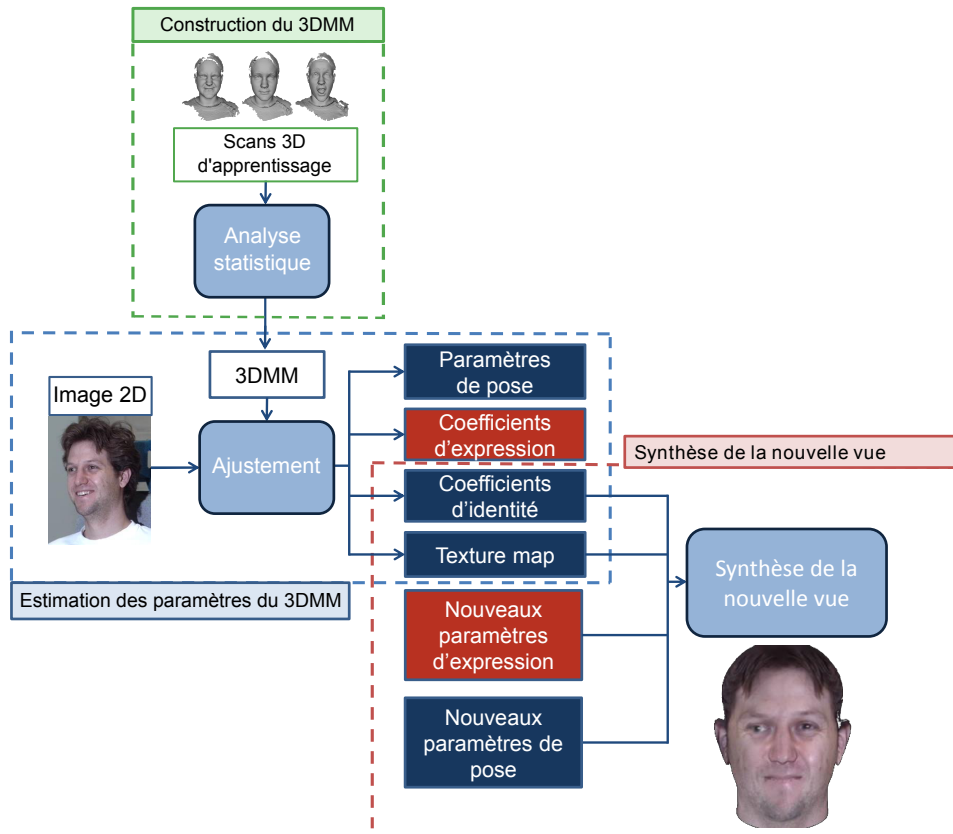 Construction du 3DMM
Scans 3D
d'apprentissage
Analyse
statistique
3DMM
Image 2D
Ajustement
Paramètres
de pose
Coefficients
d’expression
Synthèse de la nouvelle vue
Coefficients
d’identité
Texture map
Estimation des paramètres du 3DMM
Nouveaux
paramètres
d’expression
Nouveaux
paramètres de
pose
Synthèse de la
nouvelle vue